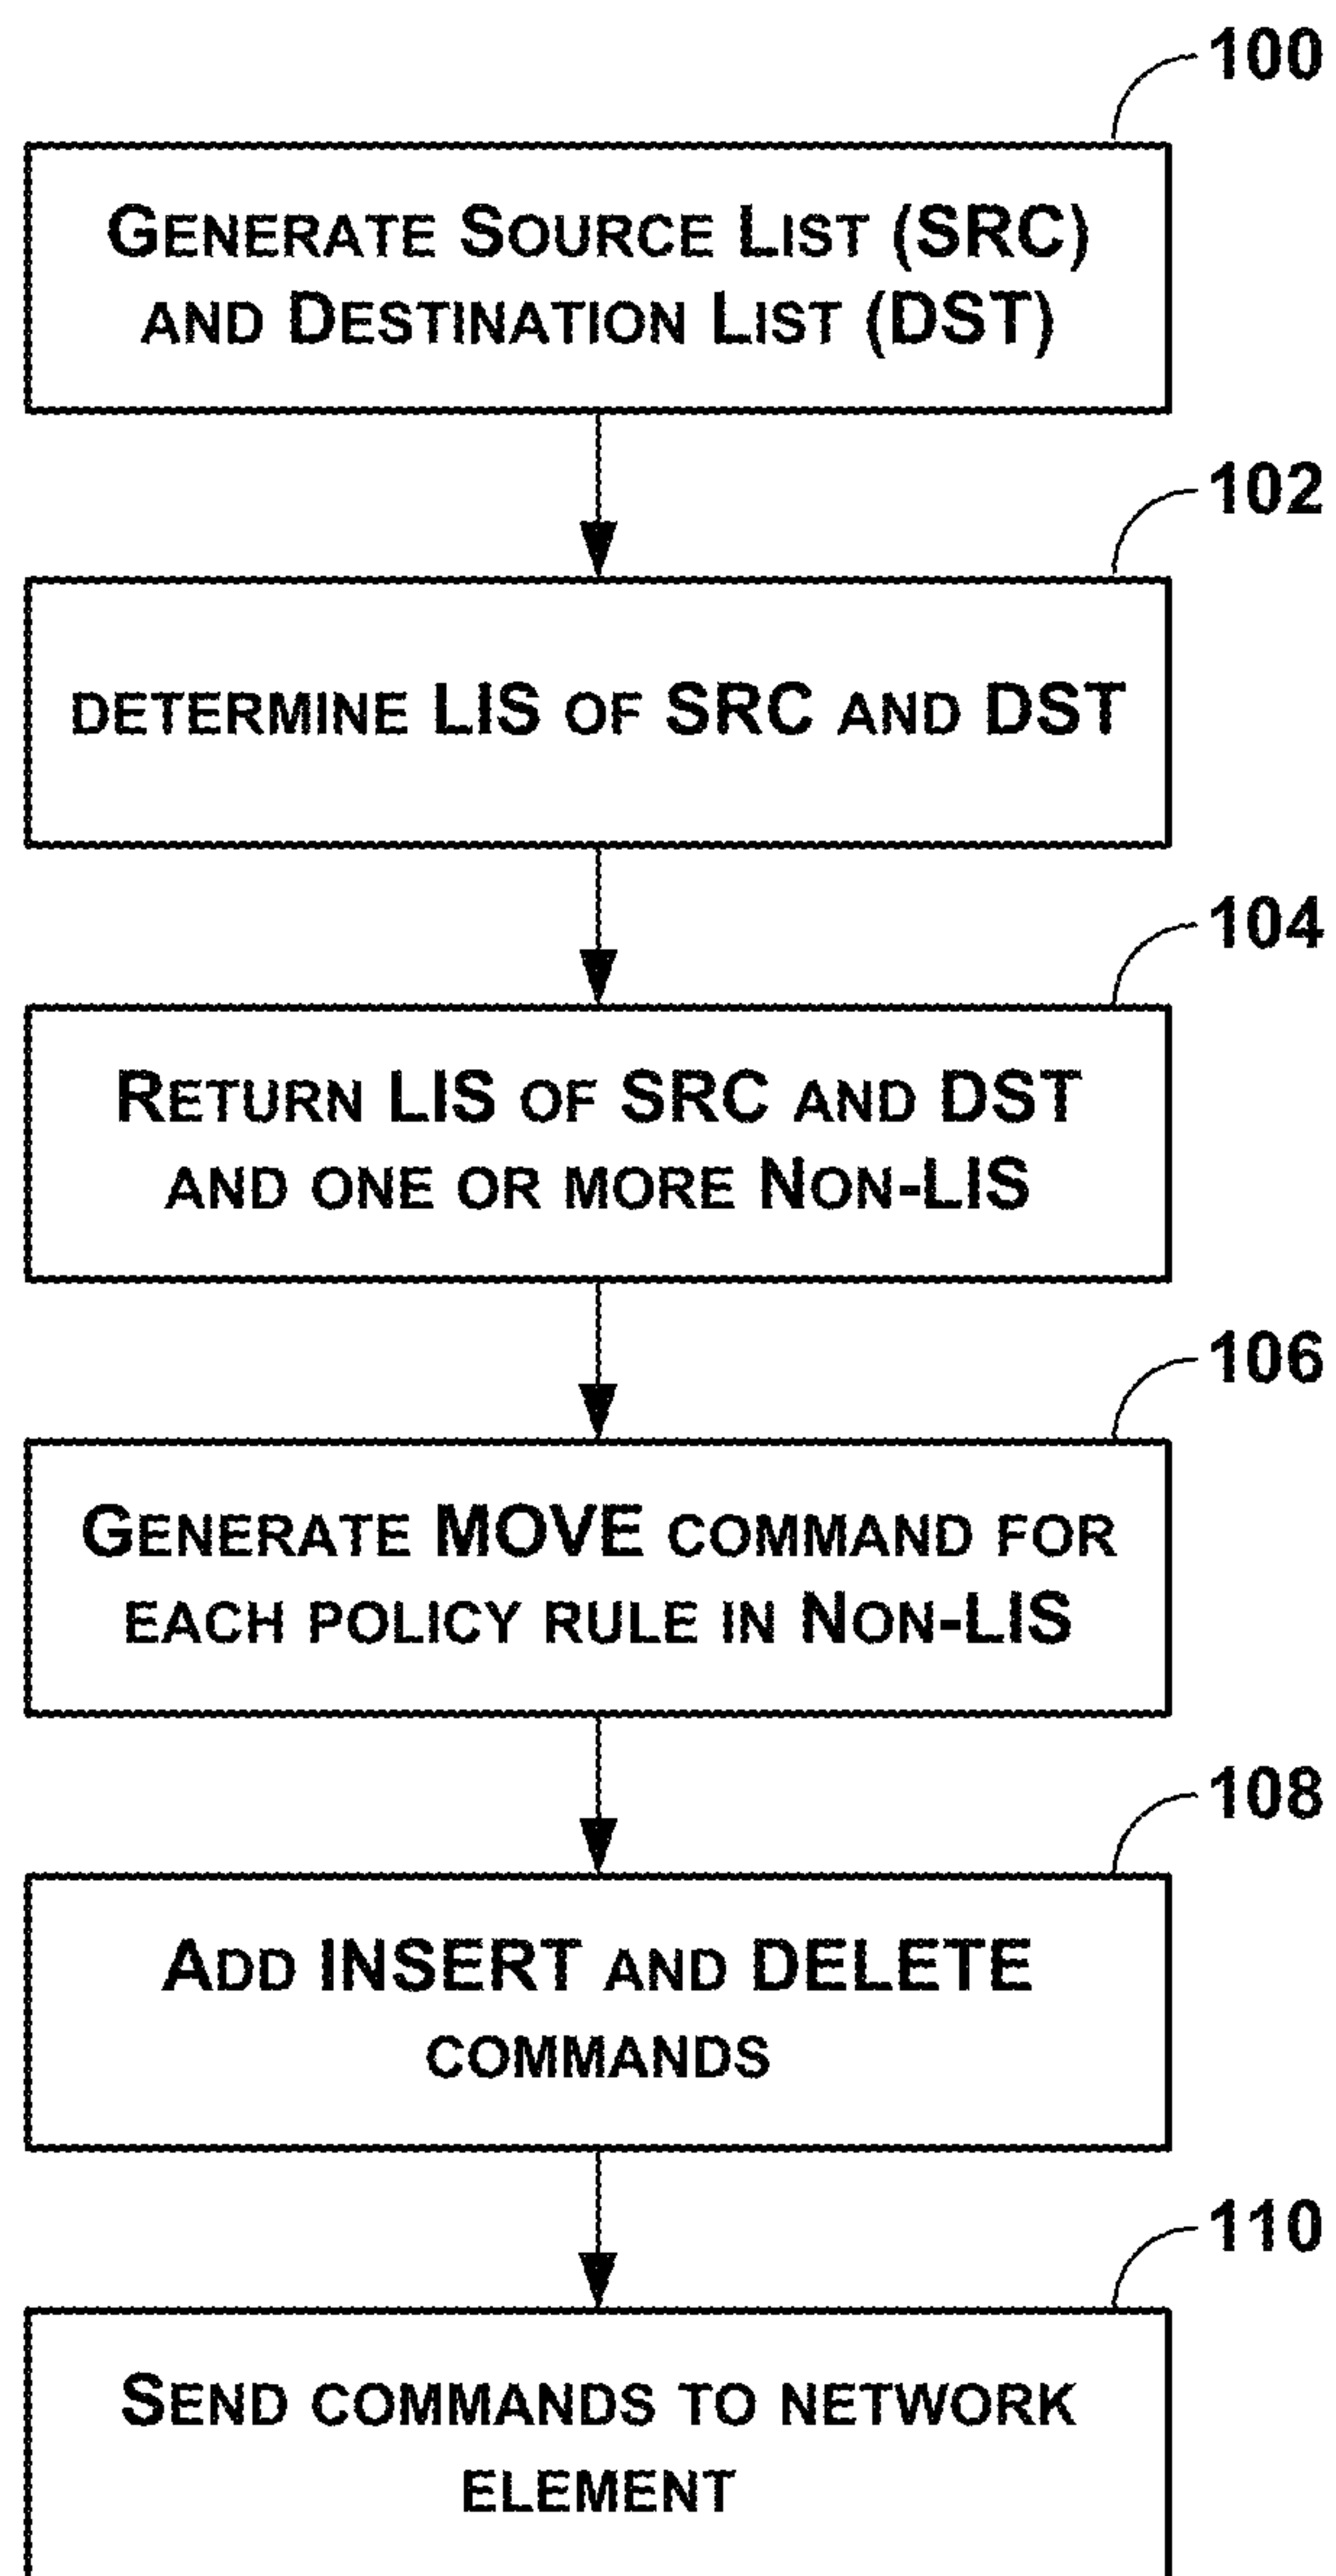 100
GENERATE SOURCE LIST (SRC)
AND DESTINATION LIST (DST)
102
DETERMINE LIS OF SRC AND DST
104
RETURN LIS OF SRC AND DST
AND ONE OR MORE NON-LIS
106
GENERATE MOVE COMMAND FOR
EACH POLICY RULE IN NON-LIS
108
ADD INSERT AND DELETE
COMMANDS
110
SEND COMMANDS TO NETWORK
ELEMENT